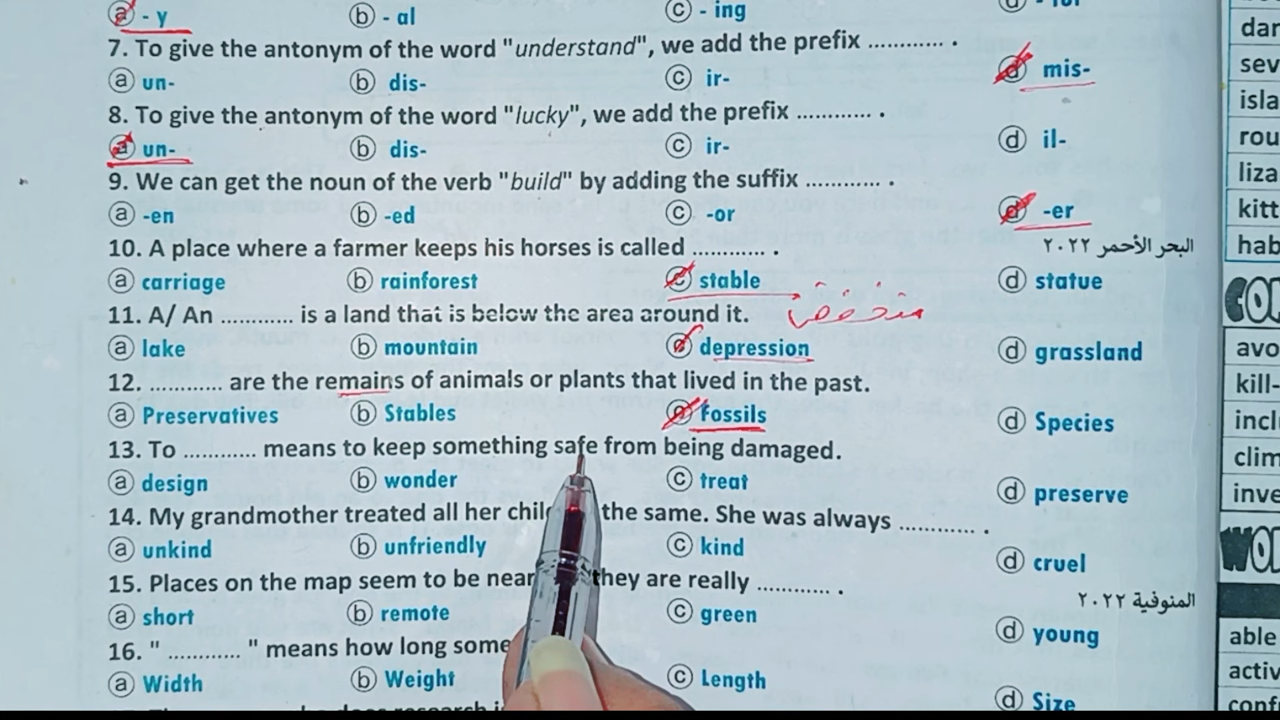 ⓐ - y ⓑ - al ⓒ - ing ⓓ
7. To give the antonym of the word "understand", we add the prefix ............ .
ⓐ un- ⓑ dis- ⓒ ir- ⓓ mis-
8. To give the antonym of the word "lucky", we add the prefix ............ .
ⓐ un- ⓑ dis- ⓒ ir- ⓓ il-
9. We can get the noun of the verb "build" by adding the suffix ............ .
ⓐ -en ⓑ -ed ⓒ -or ⓓ -er
10. A place where a farmer keeps his horses is called ............ . البحر الأحمر ٢٠٢٢
ⓐ carriage ⓑ rainforest ⓒ stable ⓓ statue
11. A/ An ............ is a land that is below the area around it. منخفض
ⓐ lake ⓑ mountain ⓒ depression ⓓ grassland
12. ............ are the remains of animals or plants that lived in the past.
ⓐ Preservatives ⓑ Stables ⓒ fossils ⓓ Species
13. To ............ means to keep something safe from being damaged.
ⓐ design ⓑ wonder ⓒ treat ⓓ preserve
14. My grandmother treated all her the same. She was always ............ .
ⓐ unkind ⓑ unfriendly ⓒ kind ⓓ cruel
15. Places on the map seem to be near they are really ............ . المنوفية ٢٠٢٢
ⓐ short ⓑ remote ⓒ green ⓓ young
16. " ............ " means how long
ⓐ Width ⓑ Weight ⓒ Length ⓓ Size
dar
sev
isla
rou
liza
kitt
hab
CO
avo
kill-
incl
clim
inve
WO
able
activ
conf